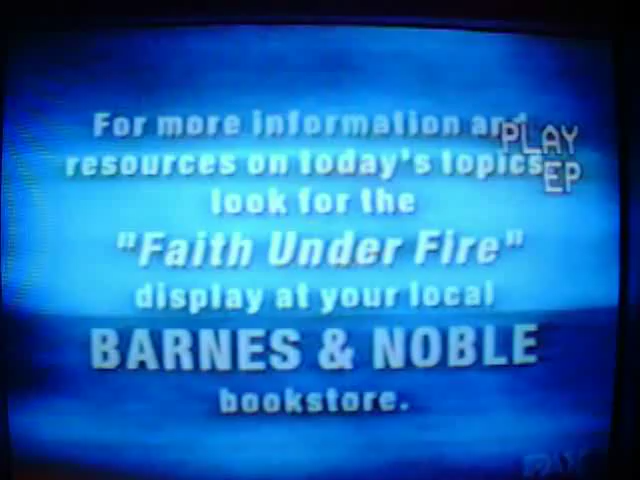 For more information and
resources on today's topics
look for the
"Faith Under Fire"
display at your local
BARNES & NOBLE
bookstore.
PLAY
EP